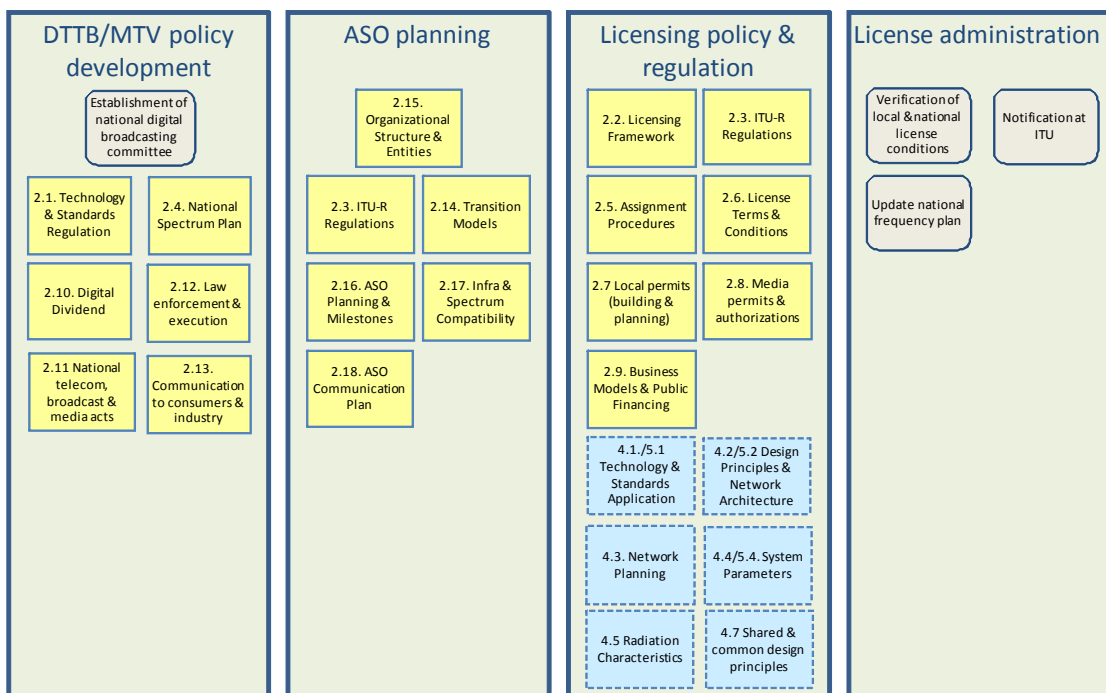 DTTB/MTV policy
development
Establishment of
national digital
broadcasting
committee
2.1. Technology
& Standards
Regulation
2.4. National
Spectrum Plan
2.10. Digital
Dividend
2.12. Law
enforcement &
execution
2.11 National
telecom,
broadcast &
media acts
2.13.
Communication
to consumers &
industry
ASO planning
2.15.
Organizational
Structure &
Entities
2.3. ITU-R
Regulations
2.14. Transition
Models
2.16. ASO
Planning &
Milestones
2.17. Infra &
Spectrum
Compatibility
2.18. ASO
Communication
Plan
Licensing policy &
regulation
2.2. Licensing
Framework
2.3. ITU-R
Regulations
2.5. Assignment
Procedures
2.6. License
Terms &
Conditions
2.7 Local permits
(building &
planning)
2.8. Media
permits &
authorizations
2.9. Business
Models & Public
Financing
4.1./5.1
Technology &
Standards
Application
4.2/5.2 Design
Principles &
Network
Architecture
4.3. Network
Planning
4.4/5.4. System
Parameters
4.5 Radiation
Characteristics
4.7 Shared &
common design
principles
License administration
Verification of
local & national
license
conditions
Notification at
ITU
Update national
frequency plan